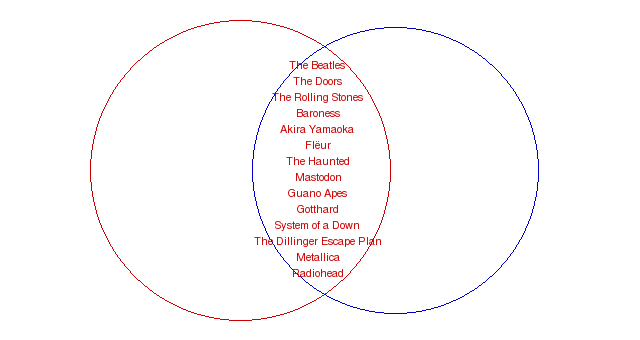 The Beatles
The Doors
The Rolling Stones
Baroness
Akira Yamaoka
Flëur
The Haunted
Mastodon
Guano Apes
Gotthard
System of a Down
The Dillinger Escape Plan
Metallica
Radiohead